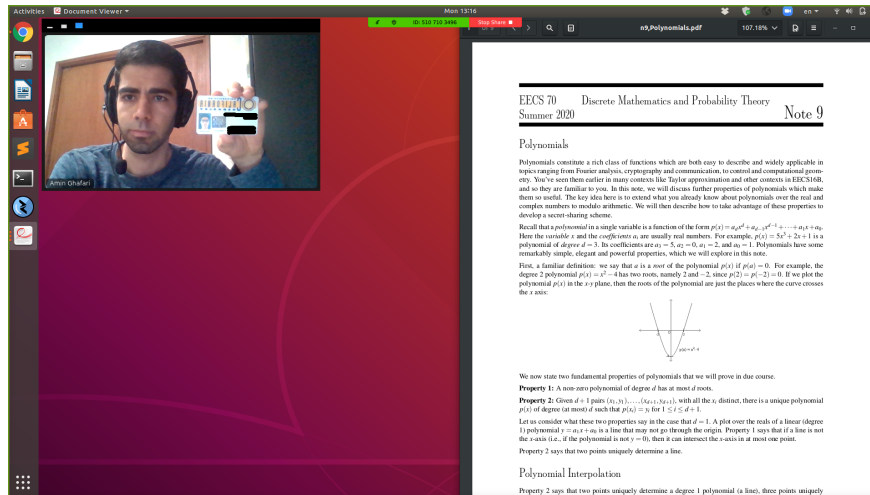 Activities
Document Viewer
Mon 13:16
en
ID: 510 710 3496
Stop Share
n9,Polynomials.pdf
107.18%
Amin Ghafari
EECS 70 Discrete Mathematics and Probability Theory
Summer 2020 Note 9
Polynomials
Polynomials constitute a rich class of functions which are both easy to describe and widely applicable in
topics ranging from Fourier analysis, cryptography and communication, to control and computational geom-
etry. You've seen them earlier in many contexts like Taylor approximation and other contexts in EECS16B,
and so they are familiar to you. In this note, we will discuss further properties of polynomials which make
them so useful. The key idea here is to extend what you already know about polynomials over the real and
complex numbers to modulo arithmetic. We will then describe how to take advantage of these properties to
develop a secret-sharing scheme.
Recall that a polynomial in a single variable is a function of the form p(x) = a_d x^d + a_{d−1} x^{d−1} + ··· + a_1 x + a_0.
Here the variable x and the coefficients a_i are usually real numbers. For example, p(x) = 5x^3 + 2x + 1 is a
polynomial of degree d = 3. Its coefficients are a_3 = 5, a_2 = 0, a_1 = 2, and a_0 = 1. Polynomials have some
remarkably simple, elegant and powerful properties, which we will explore in this note.
First, a familiar definition: we say that a is a root of the polynomial p(x) if p(a) = 0. For example, the
degree 2 polynomial p(x) = x^2 − 4 has two roots, namely 2 and −2, since p(2) = p(−2) = 0. If we plot the
polynomial p(x) in the x-y plane, then the roots of the polynomial are just the places where the curve crosses
the x axis:
We now state two fundamental properties of polynomials that we will prove in due course.
Property 1: A non-zero polynomial of degree d has at most d roots.
Property 2: Given d + 1 pairs (x_1, y_1), ..., (x_{d+1}, y_{d+1}), with all the x_i distinct, there is a unique polynomial
p(x) of degree (at most) d such that p(x_i) = y_i for 1 ≤ i ≤ d + 1.
Let us consider what these two properties say in the case that d = 1. A plot over the reals of a linear (degree
1) polynomial y = a_1 x + a_0 is a line that may not go through the origin. Property 1 says that if a line is not
the x-axis (i.e., if the polynomial is not y = 0), then it can intersect the x-axis in at most one point.
Property 2 says that two points uniquely determine a line.
Polynomial Interpolation
Property 2 says that two points uniquely determine a degree 1 polynomial (a line), three points uniquely